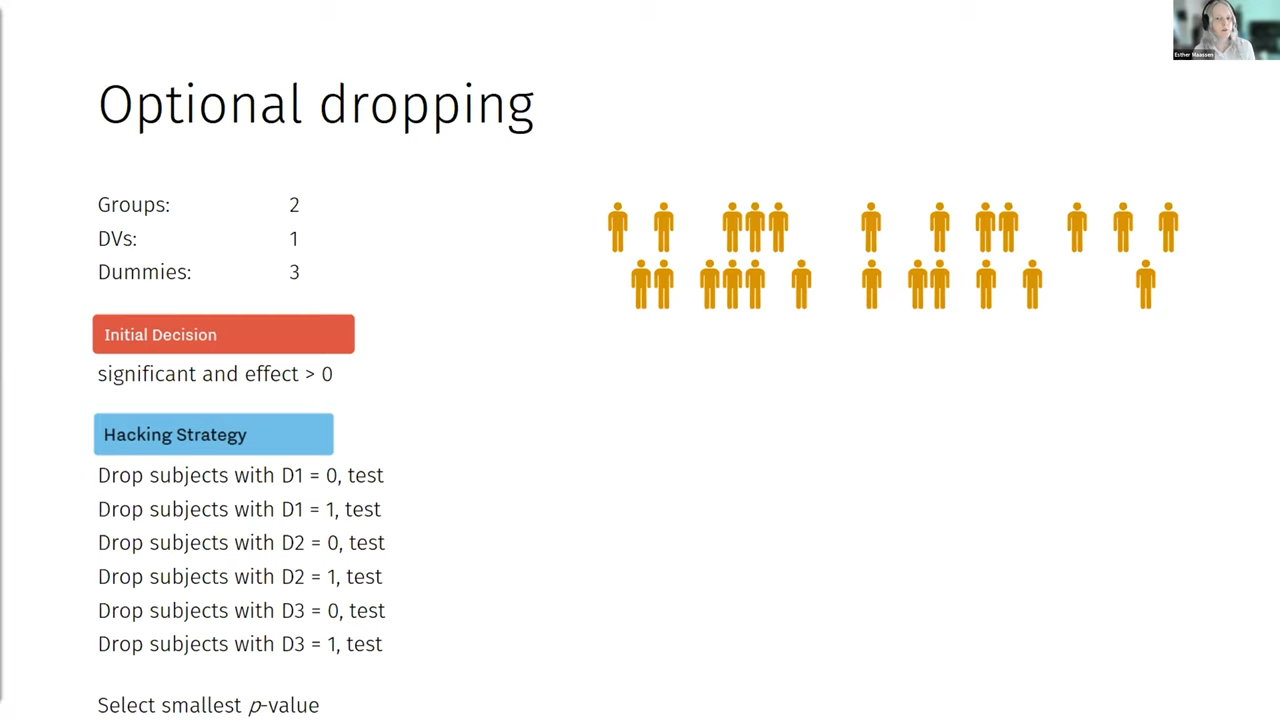 Esther Maassen
Optional dropping
Groups: 2
DVs: 1
Dummies: 3
Initial Decision
significant and effect > 0
Hacking Strategy
Drop subjects with D1 = 0, test
Drop subjects with D1 = 1, test
Drop subjects with D2 = 0, test
Drop subjects with D2 = 1, test
Drop subjects with D3 = 0, test
Drop subjects with D3 = 1, test
Select smallest p-value